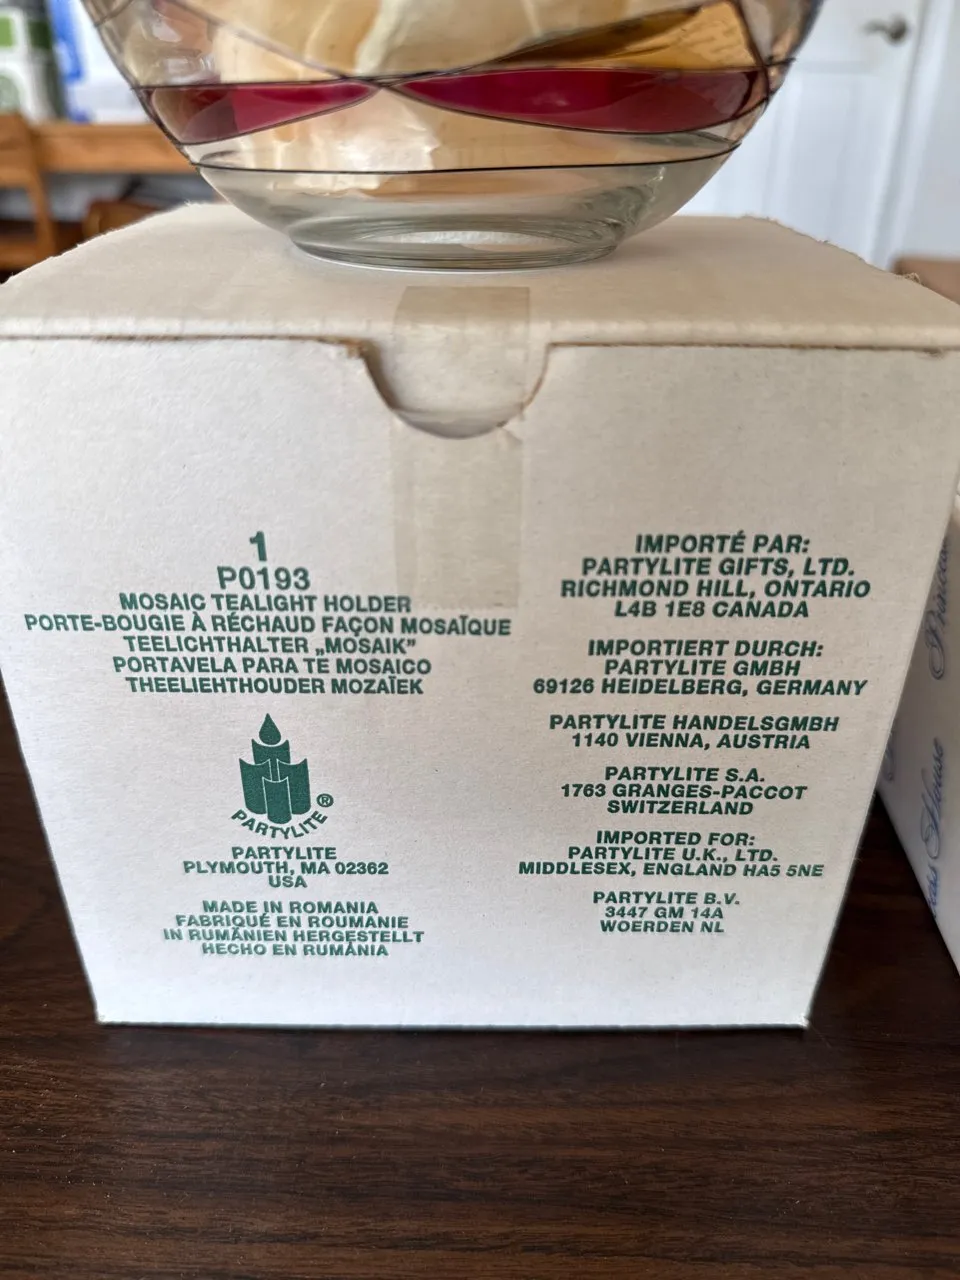 1
P0193
MOSAIC TEALIGHT HOLDER
PORTE-BOUGIE À RÉCHAUD FAÇON MOSAÏQUE
TEELICHTHALTER „MOSAIK”
PORTAVELA PARA TE MOSAICO
THEELIEHTHOUDER MOZAÏEK
PARTYLITE®
PARTYLITE
PLYMOUTH, MA 02362
USA
MADE IN ROMANIA
FABRIQUÉ EN ROUMANIE
IN RUMÄNIEN HERGESTELLT
HECHO EN RUMÂNIA
IMPORTÉ PAR:
PARTYLITE GIFTS, LTD.
RICHMOND HILL, ONTARIO
L4B 1E8 CANADA
IMPORTIERT DURCH:
PARTYLITE GMBH
69126 HEIDELBERG, GERMANY
PARTYLITE HANDELSGMBH
1140 VIENNA, AUSTRIA
PARTYLITE S.A.
1763 GRANGES-PACCOT
SWITZERLAND
IMPORTED FOR:
PARTYLITE U.K., LTD.
MIDDLESEX, ENGLAND HA5 5NE
PARTYLITE B.V.
3447 GM 14A
WOERDEN NL
House